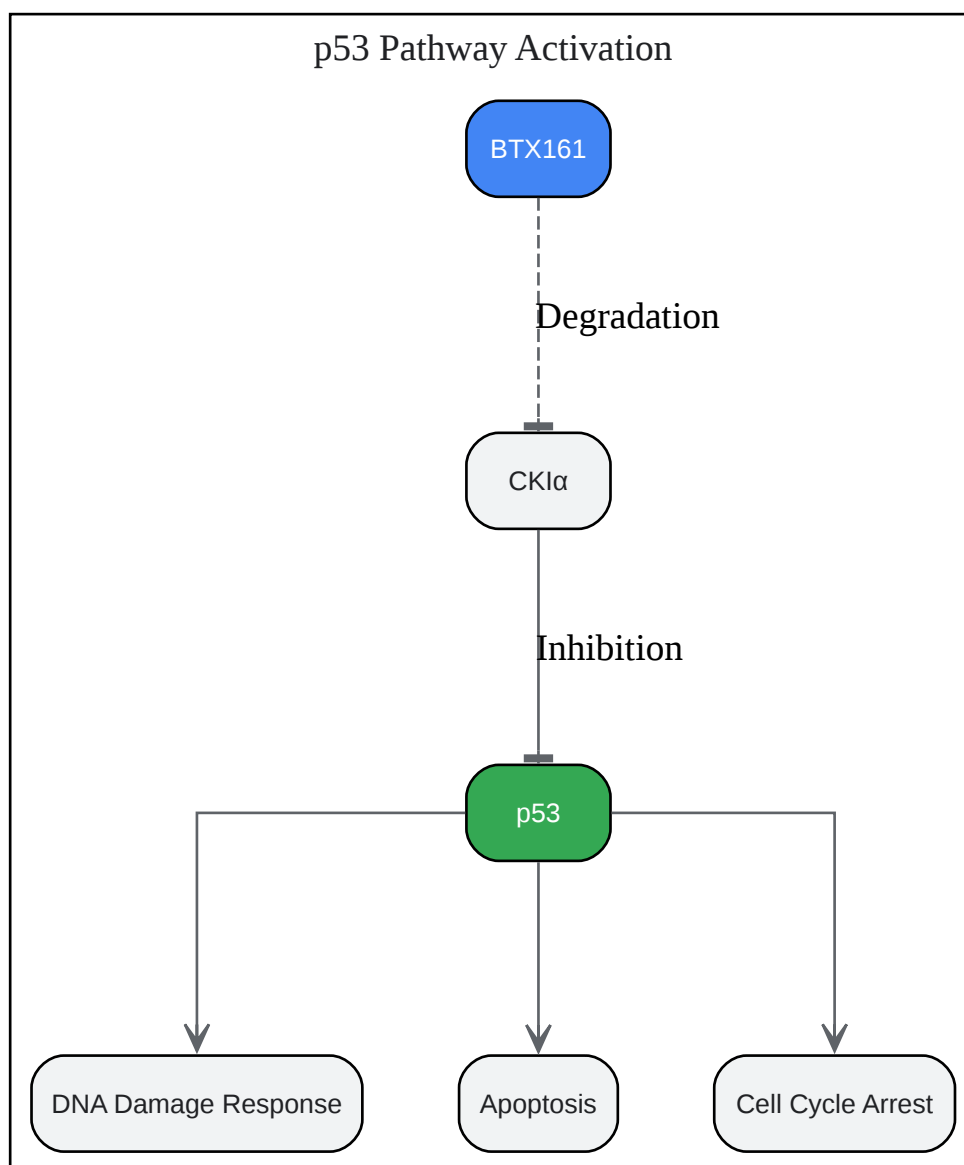 p53 Pathway Activation
BTX161
Degradation
CKIα
Inhibition
p53
DNA Damage Response
Apoptosis
Cell Cycle Arrest